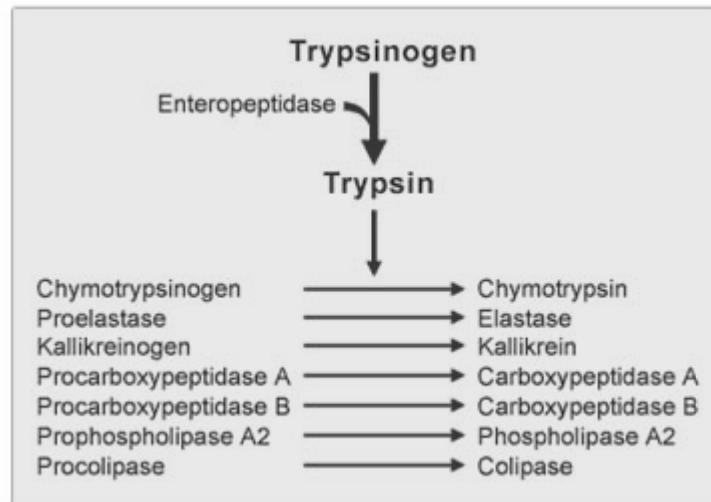 Trypsinogen
Enteropeptidase
Trypsin
Chymotrypsinogen Chymotrypsin
Proelastase Elastase
Kallikreinogen Kallikrein
Procarboxypeptidase A Carboxypeptidase A
Procarboxypeptidase B Carboxypeptidase B
Prophospholipase A2 Phospholipase A2
Procolipase Colipase